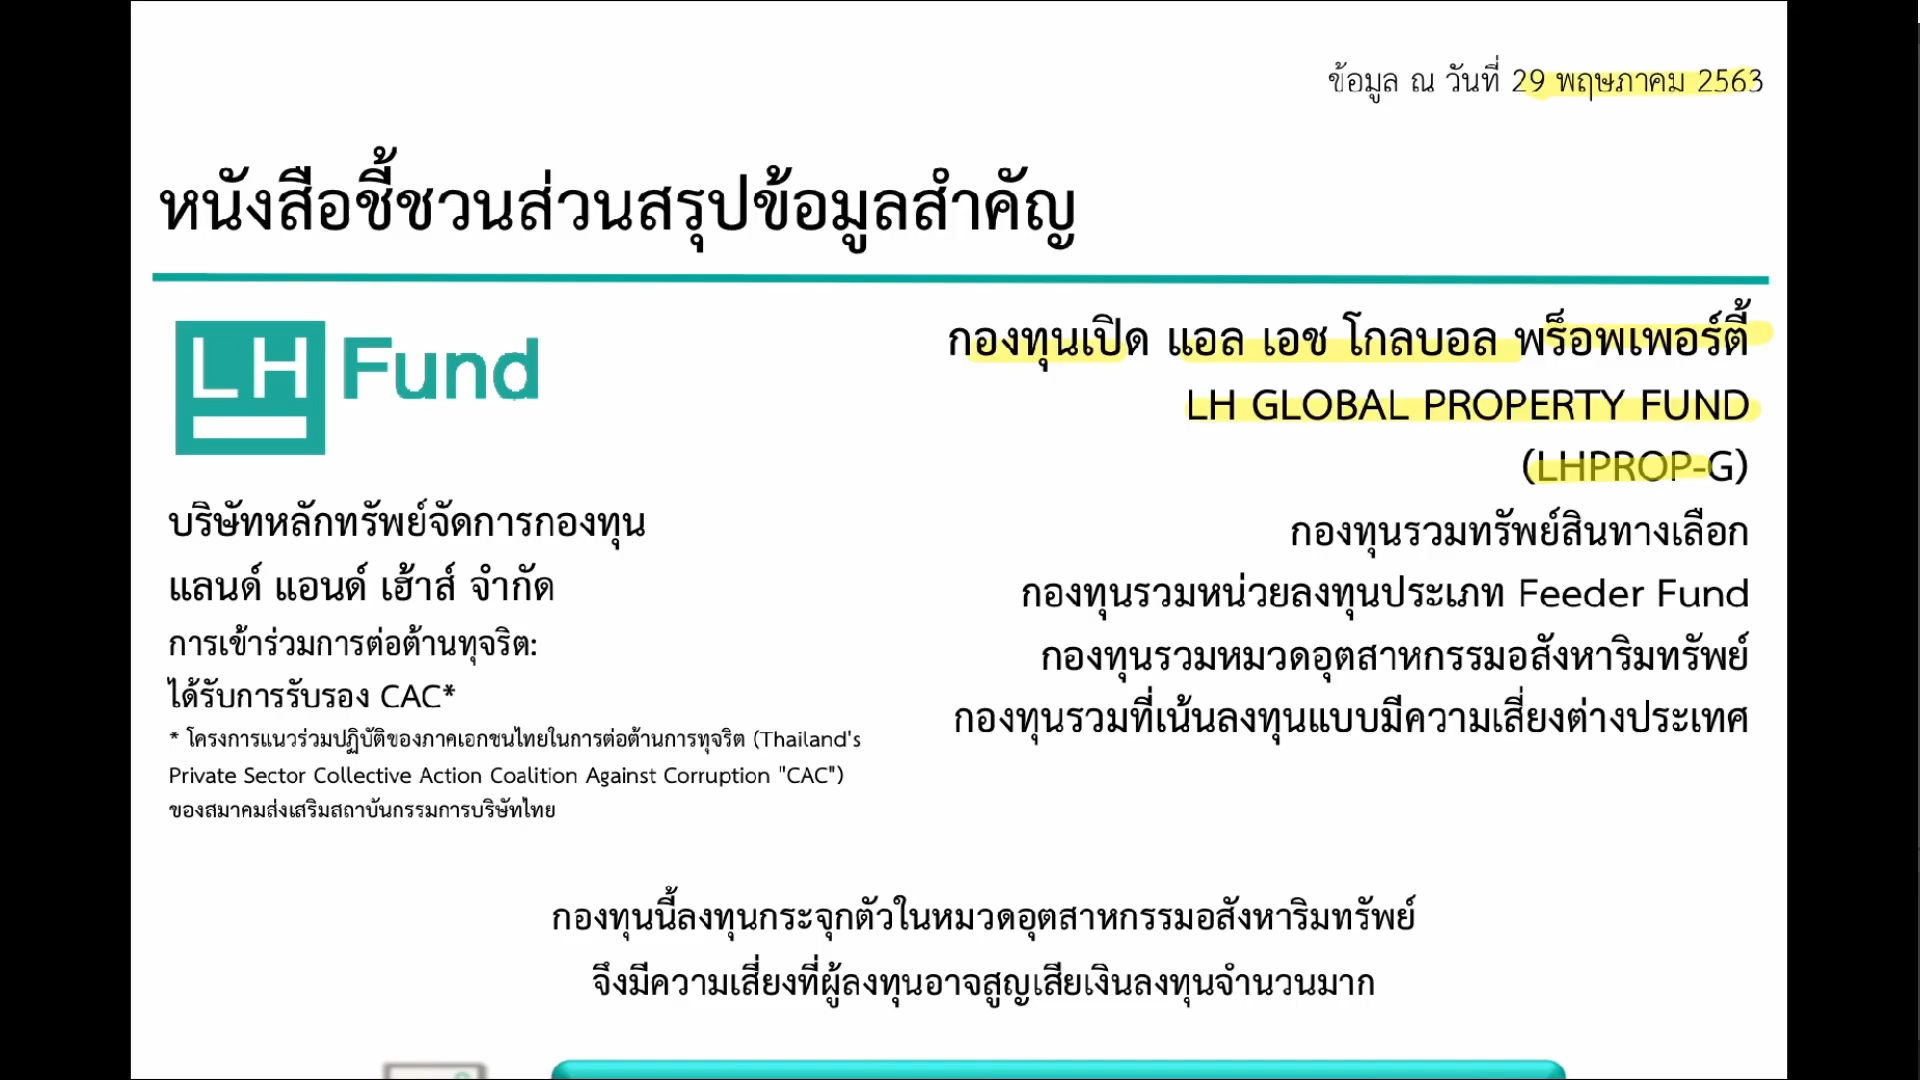 ข้อมูล ณ วันที่ 29 พฤษภาคม 2563
หนังสือชี้ชวนส่วนสรุปข้อมูลสำคัญ
LH Fund
บริษัทหลักทรัพย์จัดการกองทุน
แลนด์ แอนด์ เฮ้าส์ จำกัด
การเข้าร่วมการต่อต้านทุจริต:
ได้รับการรับรอง CAC*
* โครงการแนวร่วมปฏิบัติของภาคเอกชนไทยในการต่อต้านการทุจริต (Thailand's
Private Sector Collective Action Coalition Against Corruption "CAC")
ของสมาคมส่งเสริมสถาบันกรรมการบริษัทไทย
กองทุนเปิด แอล เอช โกลบอล พร็อพเพอร์ตี้
LH GLOBAL PROPERTY FUND
(LHPROP-G)
กองทุนรวมทรัพย์สินทางเลือก
กองทุนรวมหน่วยลงทุนประเภท Feeder Fund
กองทุนรวมหมวดอุตสาหกรรมอสังหาริมทรัพย์
กองทุนรวมที่เน้นลงทุนแบบมีความเสี่ยงต่างประเทศ
กองทุนนี้ลงทุนกระจุกตัวในหมวดอุตสาหกรรมอสังหาริมทรัพย์
จึงมีความเสี่ยงที่ผู้ลงทุนอาจสูญเสียเงินลงทุนจำนวนมาก